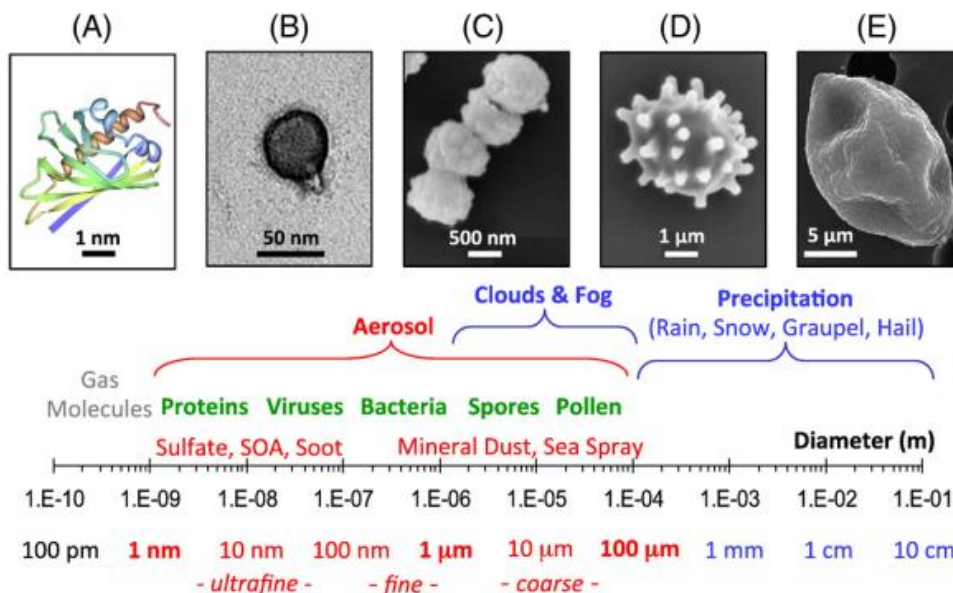 (A) (B) (C) (D) (E)
1 nm 50 nm 500 nm 1 μm 5 μm
Clouds & Fog
Precipitation
(Rain, Snow, Graupel, Hail)
Aerosol
Gas
Molecules
Proteins Viruses Bacteria Spores Pollen
Sulfate, SOA, Soot Mineral Dust, Sea Spray Diameter (m)
1.E-10 1.E-09 1.E-08 1.E-07 1.E-06 1.E-05 1.E-04 1.E-03 1.E-02 1.E-01
100 pm 1 nm 10 nm 100 nm 1 μm 10 μm 100 μm 1 mm 1 cm 10 cm
- ultrafine - - fine - - coarse -